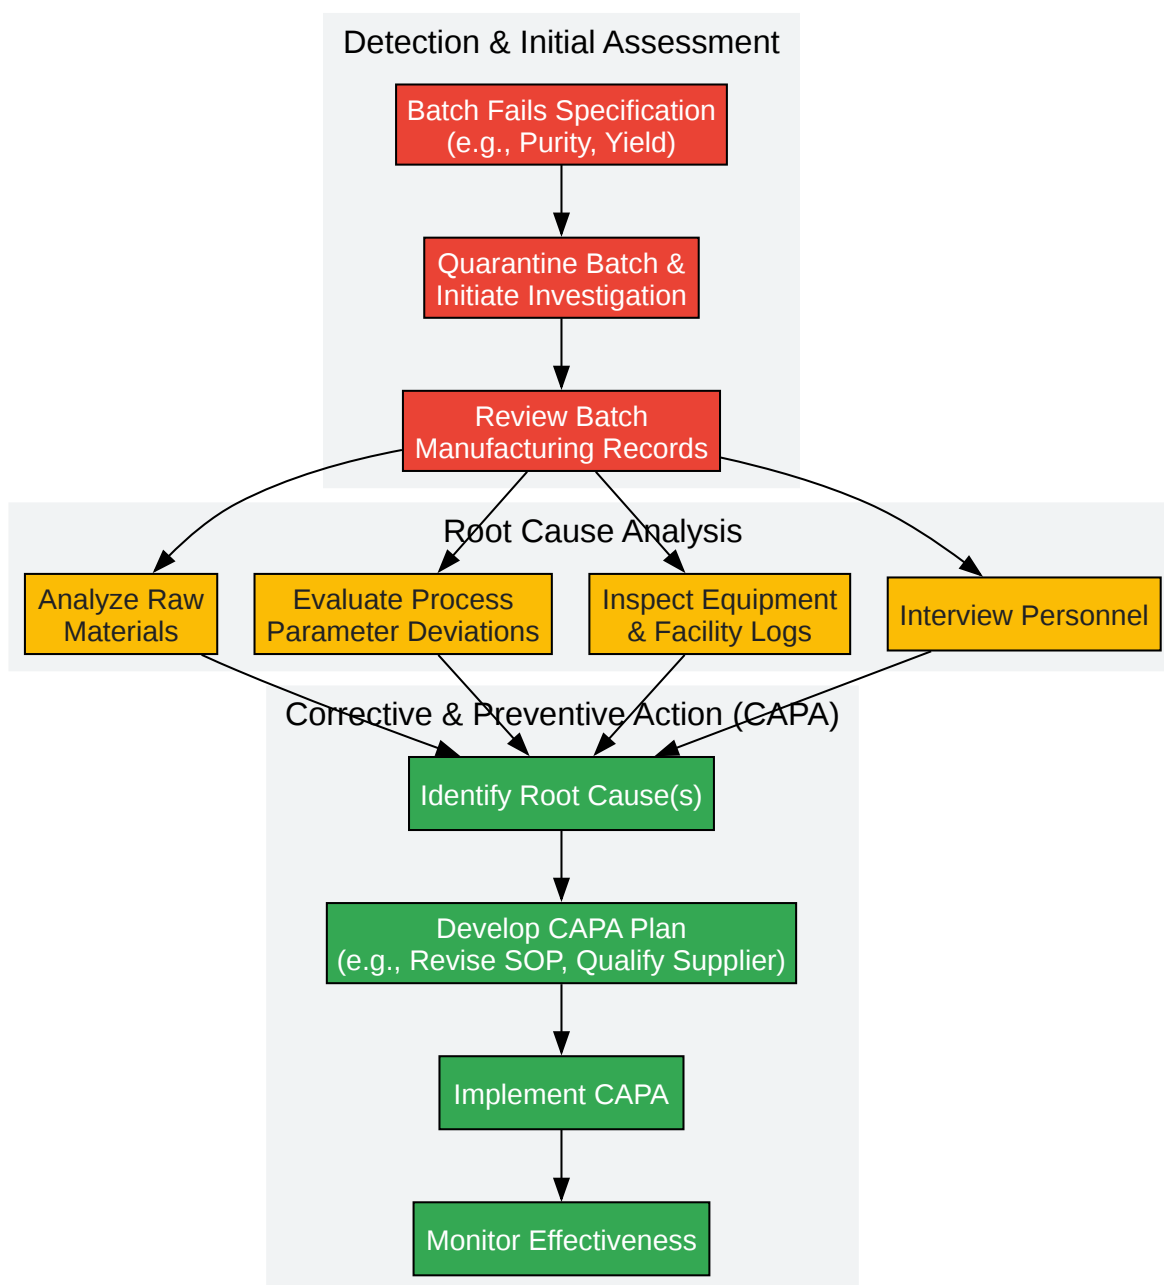 Detection & Initial Assessment
Batch Fails Specification
(e.g., Purity, Yield)
Quarantine Batch &
Initiate Investigation
Review Batch
Manufacturing Records
Root Cause Analysis
Analyze Raw
Materials
Evaluate Process
Parameter Deviations
Inspect Equipment
& Facility Logs
Interview Personnel
Corrective & Preventive Action (CAPA)
Identify Root Cause(s)
Develop CAPA Plan
(e.g., Revise SOP, Qualify Supplier)
Implement CAPA
Monitor Effectiveness